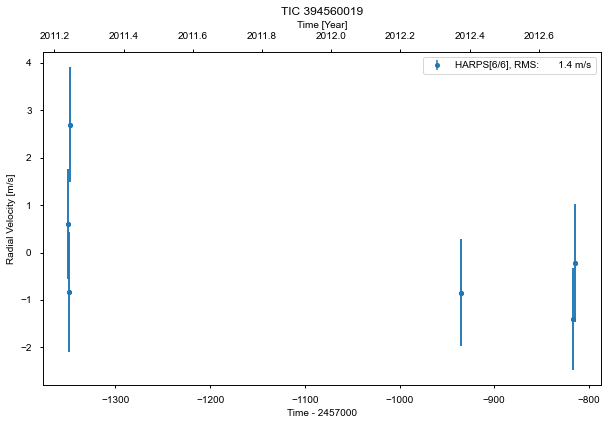 TIC 394560019
Time [Year]
2011.2 2011.4 2011.6 2011.8 2012.0 2012.2 2012.4 2012.6
HARPS[6/6], RMS: 1.4 m/s
4
3
2
1
0
−1
−2
Radial Velocity [m/s]
−1300 −1200 −1100 −1000 −900 −800
Time - 2457000